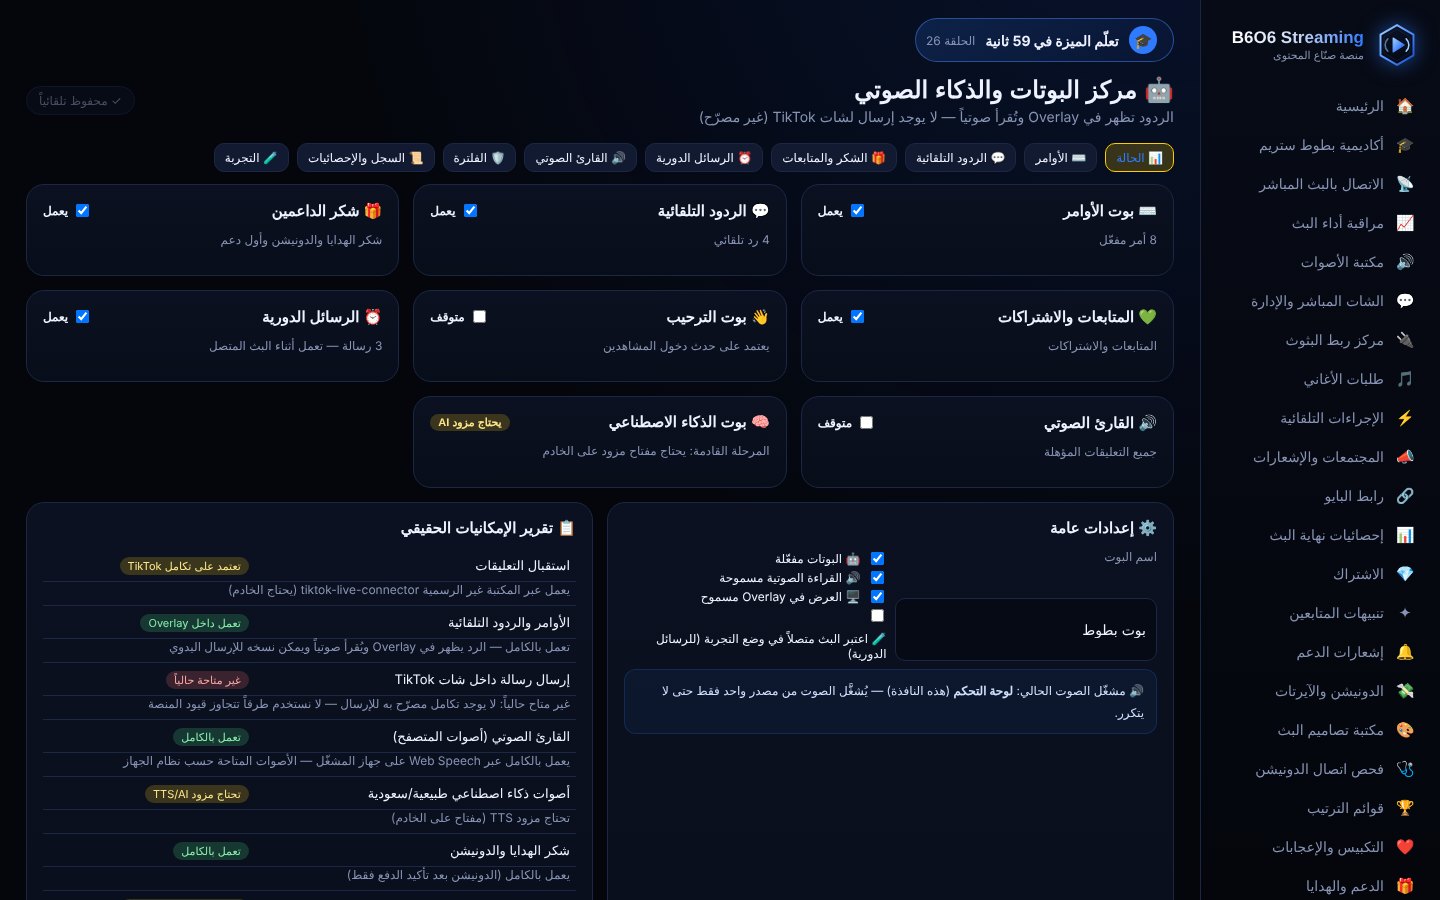 B6O6 Streaming
منصة صنّاع المحتوى
🏠 الرئيسية
🎓 أكاديمية بطوط ستريم
📡 الاتصال بالبث المباشر
📈 مراقبة أداء البث
🔊 مكتبة الأصوات
💬 الشات المباشر والإدارة
🔌 مركز ربط البثوث
🎵 طلبات الأغاني
⚡ الإجراءات التلقائية
📣 المجتمعات والإشعارات
🔗 رابط البايو
📊 إحصائيات نهاية البث
💎 الاشتراك
✦ تنبيهات المتابعين
🔔 إشعارات الدعم
💸 الدونيشن والأليرتات
🎨 مكتبة تصاميم البث
🩺 فحص اتصال الدونيشن
🏆 قوائم الترتيب
❤️ التكبيس والإعجابات
🎁 الدعم والهدايا
🎓 تعلّم الميزة في 59 ثانية الحلقة 26
🤖 مركز البوتات والذكاء الصوتي
✓ محفوظ تلقائياً
الردود تظهر في Overlay وتُقرأ صوتياً — لا يوجد إرسال لشات TikTok (غير مصرّح)
📊 الحالة
⌨️ الأوامر
💬 الردود التلقائية
🎁 الشكر والمتابعات
⏰ الرسائل الدورية
🔊 القارئ الصوتي
🛡️ الفلترة
📜 السجل والإحصائيات
🧪 التجربة
⌨️ بوت الأوامر
يعمل
8 أمر مفعّل
💬 الردود التلقائية
يعمل
4 رد تلقائي
🎁 شكر الداعمين
يعمل
شكر الهدايا والدونيشن وأول دعم
💚 المتابعات والاشتراكات
يعمل
المتابعات والاشتراكات
👋 بوت الترحيب
متوقف
يعتمد على حدث دخول المشاهدين
⏰ الرسائل الدورية
يعمل
3 رسالة — تعمل أثناء البث المتصل
🔊 القارئ الصوتي
متوقف
جميع التعليقات المؤهلة
🧠 بوت الذكاء الاصطناعي
يحتاج مزود AI
المرحلة القادمة: يحتاج مفتاح مزود على الخادم
⚙️ إعدادات عامة
اسم البوت
بوت بطوط
🤖 البوتات مفعّلة
🔊 القراءة الصوتية مسموحة
🖥️ العرض في Overlay مسموح
🧪 اعتبر البث متصلاً في وضع التجربة (للرسائل
الدورية)
🔊 مشغّل الصوت الحالي: لوحة التحكم (هذه النافذة) — يُشغَّل الصوت من مصدر واحد فقط حتى لا
يتكرر.
📋 تقرير الإمكانيات الحقيقي
استقبال التعليقات
تعتمد على تكامل TikTok
يعمل عبر المكتبة غير الرسمية tiktok-live-connector (يحتاج الخادم)
الأوامر والردود التلقائية
تعمل داخل Overlay
تعمل بالكامل — الرد يظهر في Overlay ويُقرأ صوتياً ويمكن نسخه للإرسال اليدوي
إرسال رسالة داخل شات TikTok
غير متاحة حالياً
غير متاح حالياً: لا يوجد تكامل مصرّح به للإرسال — لا نستخدم طرقاً تتجاوز قيود المنصة
القارئ الصوتي (أصوات المتصفح)
تعمل بالكامل
يعمل بالكامل عبر Web Speech على جهاز المشغّل — الأصوات المتاحة حسب نظام الجهاز
أصوات ذكاء اصطناعي طبيعية/سعودية
تحتاج مزود TTS/AI
تحتاج مزود TTS (مفتاح على الخادم)
شكر الهدايا والدونيشن
تعمل بالكامل
يعمل بالكامل (الدونيشن بعد تأكيد الدفع فقط)